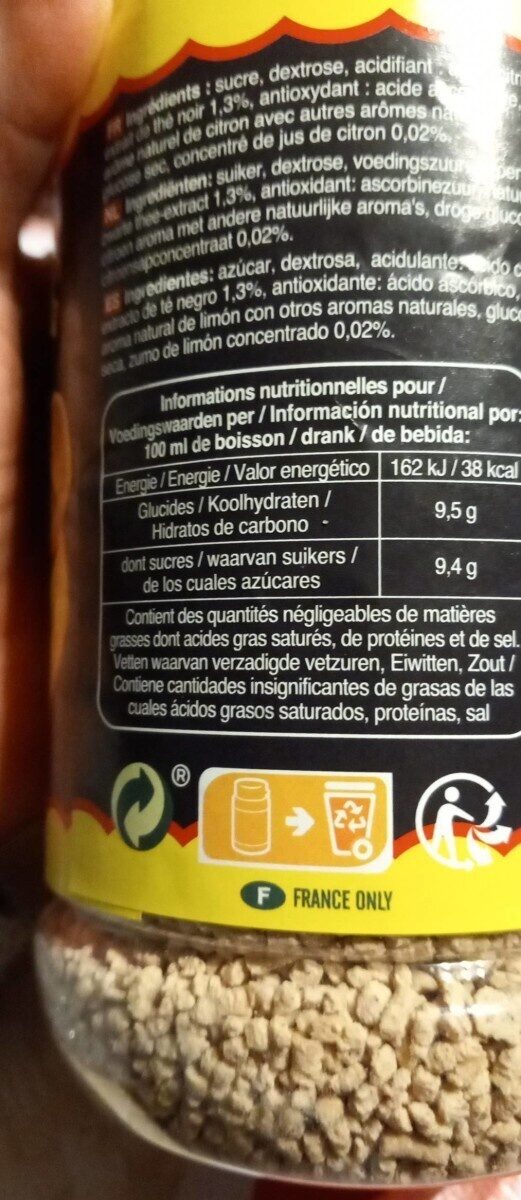 FR Ingrédients : sucre, dextrose, acidifiant
thé noir 1,3%, antioxydant : acide
naturel de citron avec autres arômes
sec, concentré de jus de citron 0,02%.
NL Ingrediënten: suiker, dextrose, voedingszuur
thee-extract 1,3%, antioxidant: ascorbinezuur,
aroma met andere natuurlijke aroma's, droge
0,02%.
ES Ingredientes: azúcar, dextrosa, acidulante:
de té negro 1,3%, antioxidante: ácido ascórbico,
natural de limón con otros aromas naturales,
seca, zumo de limón concentrado 0,02%.
Informations nutritionnelles pour /
Voedingswaarden per / Información nutritional por:
100 ml de boisson / drank / de bebida:
Energie / Energie / Valor energético 162 kJ / 38 kcal
Glucides / Koolhydraten /
Hidratos de carbono 9,5 g
dont sucres / waarvan suikers /
de los cuales azúcares 9,4 g
Contient des quantités négligeables de matières
grasses dont acides gras saturés, de protéines et de sel.
Vetten waarvan verzadigde vetzuren, Eiwitten, Zout /
Contiene cantidades insignificantes de grasas de las
cuales ácidos grasos saturados, proteínas, sal
®
F FRANCE ONLY